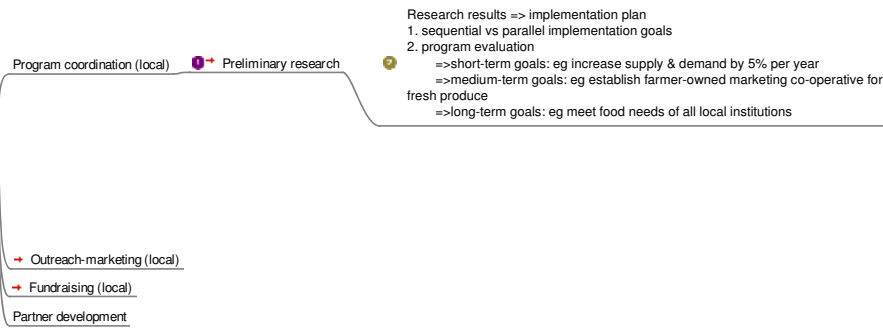 Research results => implementation plan
1. sequential vs parallel implementation goals
2. program evaluation
=>short-term goals: eg increase supply & demand by 5% per year
=>medium-term goals: eg establish farmer-owned marketing co-operative for
fresh produce
=>long-term goals: eg meet food needs of all local institutions
Program coordination (local)
Preliminary research
Outreach-marketing (local)
Fundraising (local)
Partner development